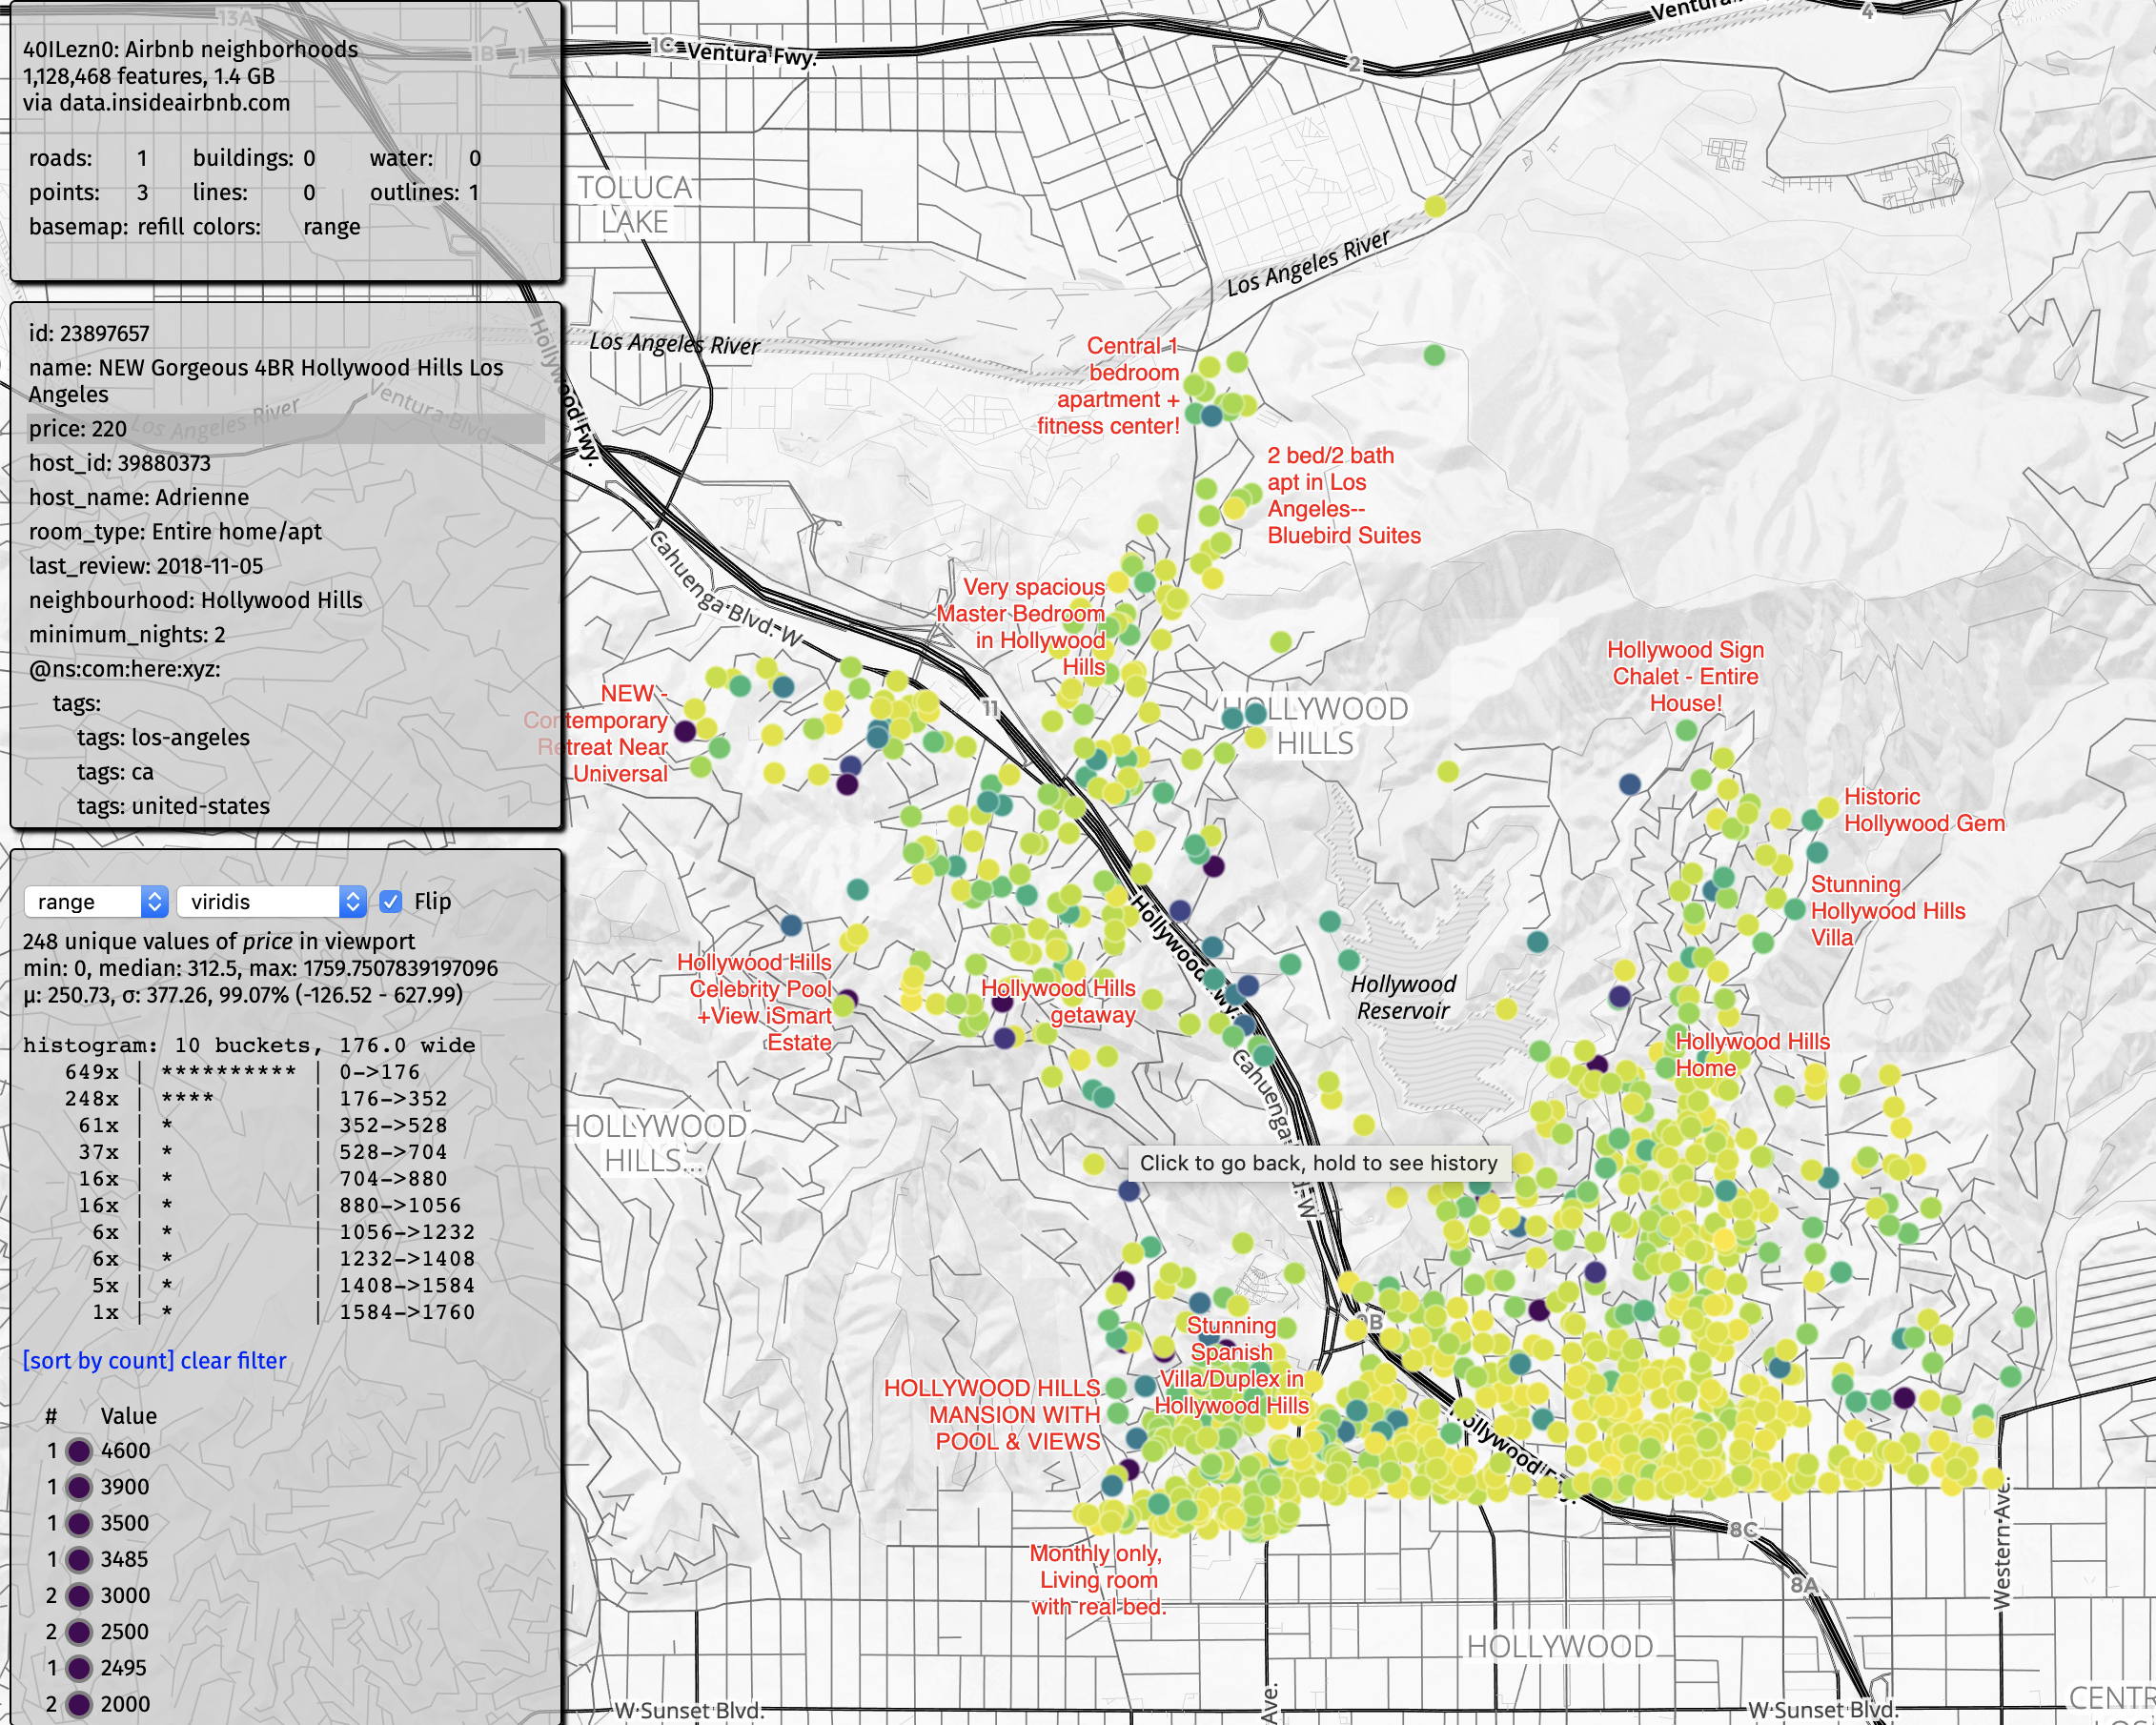 40ILezn0: Airbnb neighborhoods
1,128,468 features, 1.4 GB
via data.insideairbnb.com
roads: 1 buildings: 0 water: 0
points: 3 lines: 0 outlines: 1
basemap: refill colors: range
id: 23897657
name: NEW Gorgeous 4BR Hollywood Hills Los
Angeles
price: 220
host_id: 39880373
host_name: Adrienne
room_type: Entire home/apt
last_review: 2018-11-05
neighbourhood: Hollywood Hills
minimum_nights: 2
@ns:com:here:xyz:
tags:
tags: los-angeles
tags: ca
tags: united-states
range viridis Flip
248 unique values of price in viewport
min: 0, median: 312.5, max: 1759.7507839197096
μ: 250.73, σ: 377.26, 99.07% (-126.52 - 627.99)
histogram: 10 buckets, 176.0 wide
649x | ********** | 0->176
248x | **** | 176->352
61x | * | 352->528
37x | * | 528->704
16x | * | 704->880
16x | * | 880->1056
6x | * | 1056->1232
6x | * | 1232->1408
5x | * | 1408->1584
1x | * | 1584->1760
[sort by count] clear filter
# Value
1 4600
1 3900
1 3500
1 3485
2 3000
2 2500
1 2495
2 2000
13A
1B
1
1C
Ventura Fwy.
2
4
TOLUCA
LAKE
Los Angeles River
Los Angeles River
Los Angeles River
Ventura Blvd.
Hollywood Fwy.
Cahuenga Blvd. W
11
Central 1
bedroom
apartment +
fitness center!
2 bed/2 bath
apt in Los
Angeles--
Bluebird Suites
Very spacious
Master Bedroom
in Hollywood
Hills
NEW -
Contemporary
Retreat Near
Universal
HOLLYWOOD
HILLS
Hollywood Sign
Chalet - Entire
House!
Historic
Hollywood Gem
Stunning
Hollywood Hills
Villa
Hollywood Hills
Celebrity Pool
+View iSmart
Estate
Hollywood Hills
getaway
Hollywood Fwy.
Hollywood
Reservoir
Hollywood Hills
Home
HOLLYWOOD
HILLS...
Click to go back, hold to see history
Stunning
Spanish
Villa/Duplex in
Hollywood Hills
HOLLYWOOD HILLS
MANSION WITH
POOL & VIEWS
Monthly only,
Living room
with real bed.
8C
8A
Western Ave.
HOLLYWOOD
W Sunset Blvd.
Ave.
W Sunset Blvd.